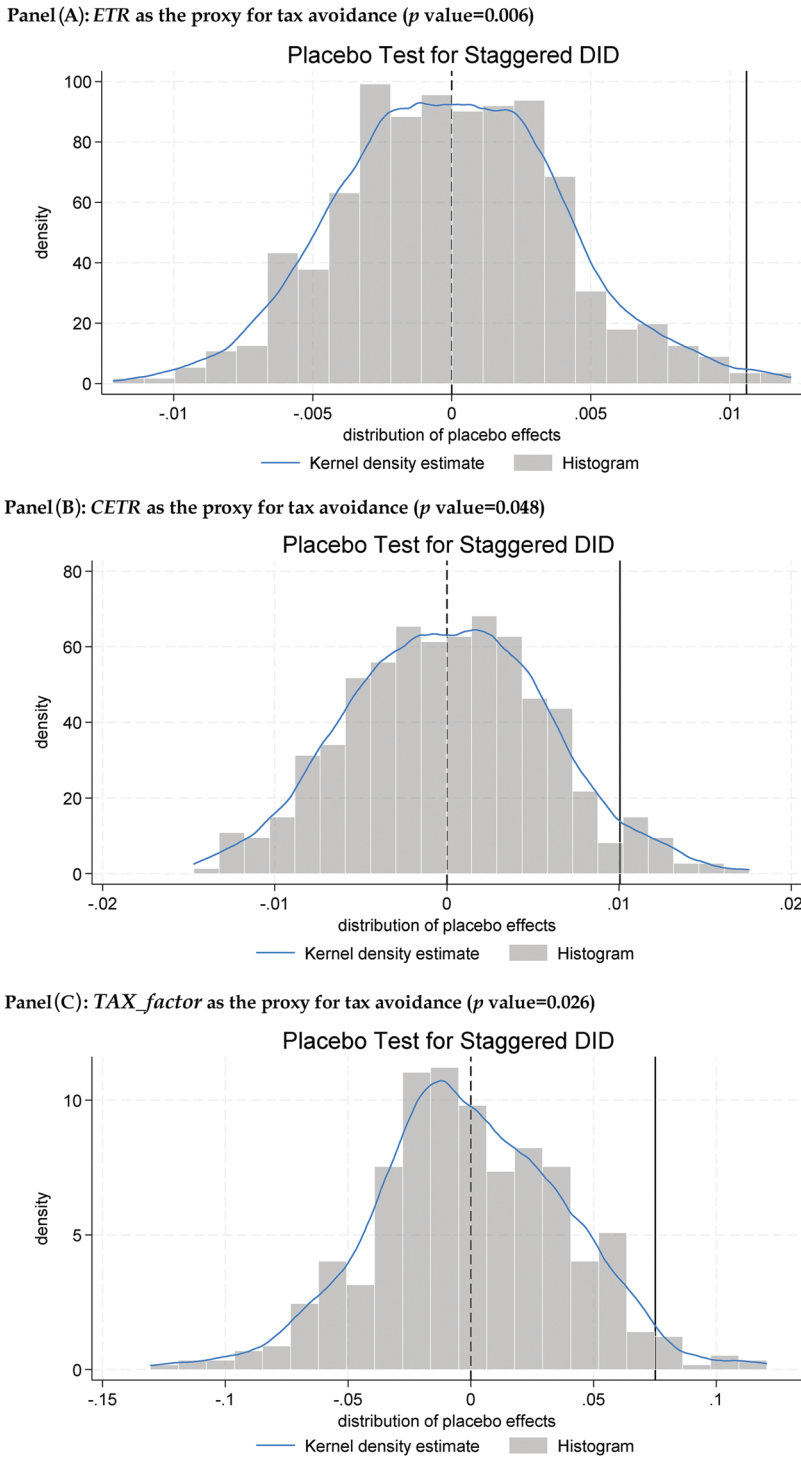 Panel(A): ETR as the proxy for tax avoidance (p value=0.006)
Placebo Test for Staggered DID
100
80
60
40
20
0
density
-.01 -.005 0 .005 .01
distribution of placebo effects
Kernel density estimate Histogram
Panel(B): CETR as the proxy for tax avoidance (p value=0.048)
Placebo Test for Staggered DID
80
60
40
20
0
density
-.02 -.01 0 .01 .02
distribution of placebo effects
Kernel density estimate Histogram
Panel(C): TAX_factor as the proxy for tax avoidance (p value=0.026)
Placebo Test for Staggered DID
10
5
0
density
-.15 -.1 -.05 0 .05 .1
distribution of placebo effects
Kernel density estimate Histogram